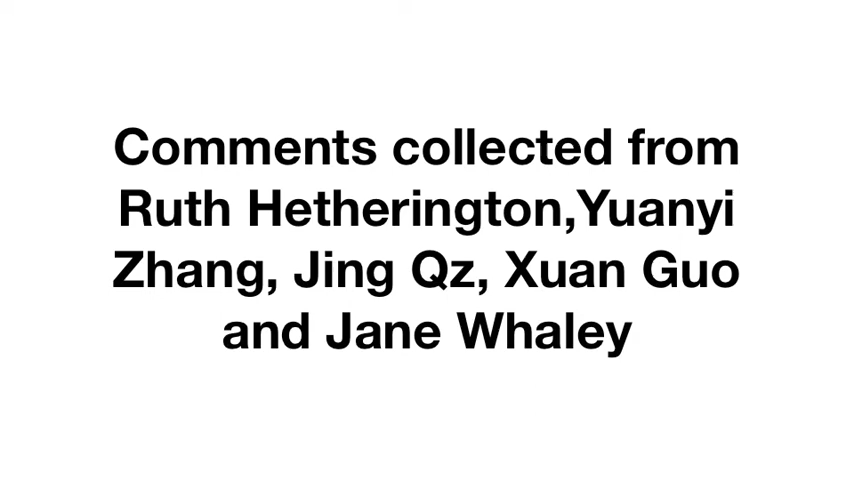 Comments collected from
Ruth Hetherington,Yuanyi
Zhang, Jing Qz, Xuan Guo
and Jane Whaley